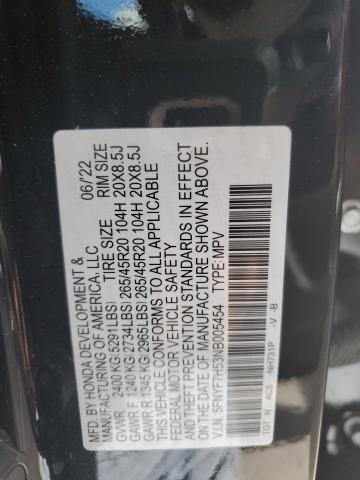 MFD. BY HONDA DEVELOPMENT & 06/22
MANUFACTURING OF AMERICA, LLC
TIRE SIZE RIM SIZE
GVWR 2400 KG(5291LBS)
GAWR F 1240 KG(2734LBS)265/45R20 104H 20X8.5J
GAWR R 1345 KG(2965LBS)265/45R20 104H 20X8.5J
THIS VEHICLE CONFORMS TO ALL APPLICABLE
FEDERAL MOTOR VEHICLE SAFETY
AND THEFT PREVENTION STANDARDS IN EFFECT
ON THE DATE OF MANUFACTURE SHOWN ABOVE.
V.I.N.:5FNYF7H53NB005454 TYPE:MPV
TGT IN AC5 -NH731P -V -B